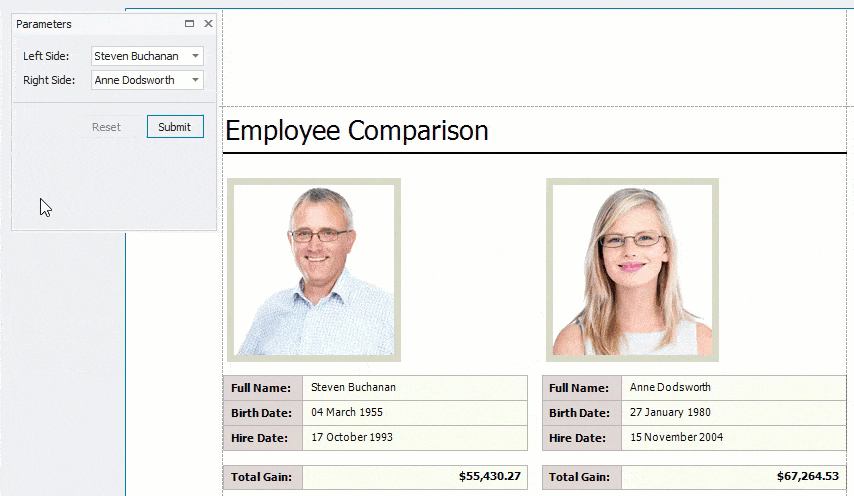 Parameters
Left Side: Steven Buchanan
Right Side: Anne Dodsworth
Reset Submit
Employee Comparison
Full Name: Steven Buchanan Full Name: Anne Dodsworth
Birth Date: 04 March 1955 Birth Date: 27 January 1980
Hire Date: 17 October 1993 Hire Date: 15 November 2004
Total Gain: $55,430.27 Total Gain: $67,264.53